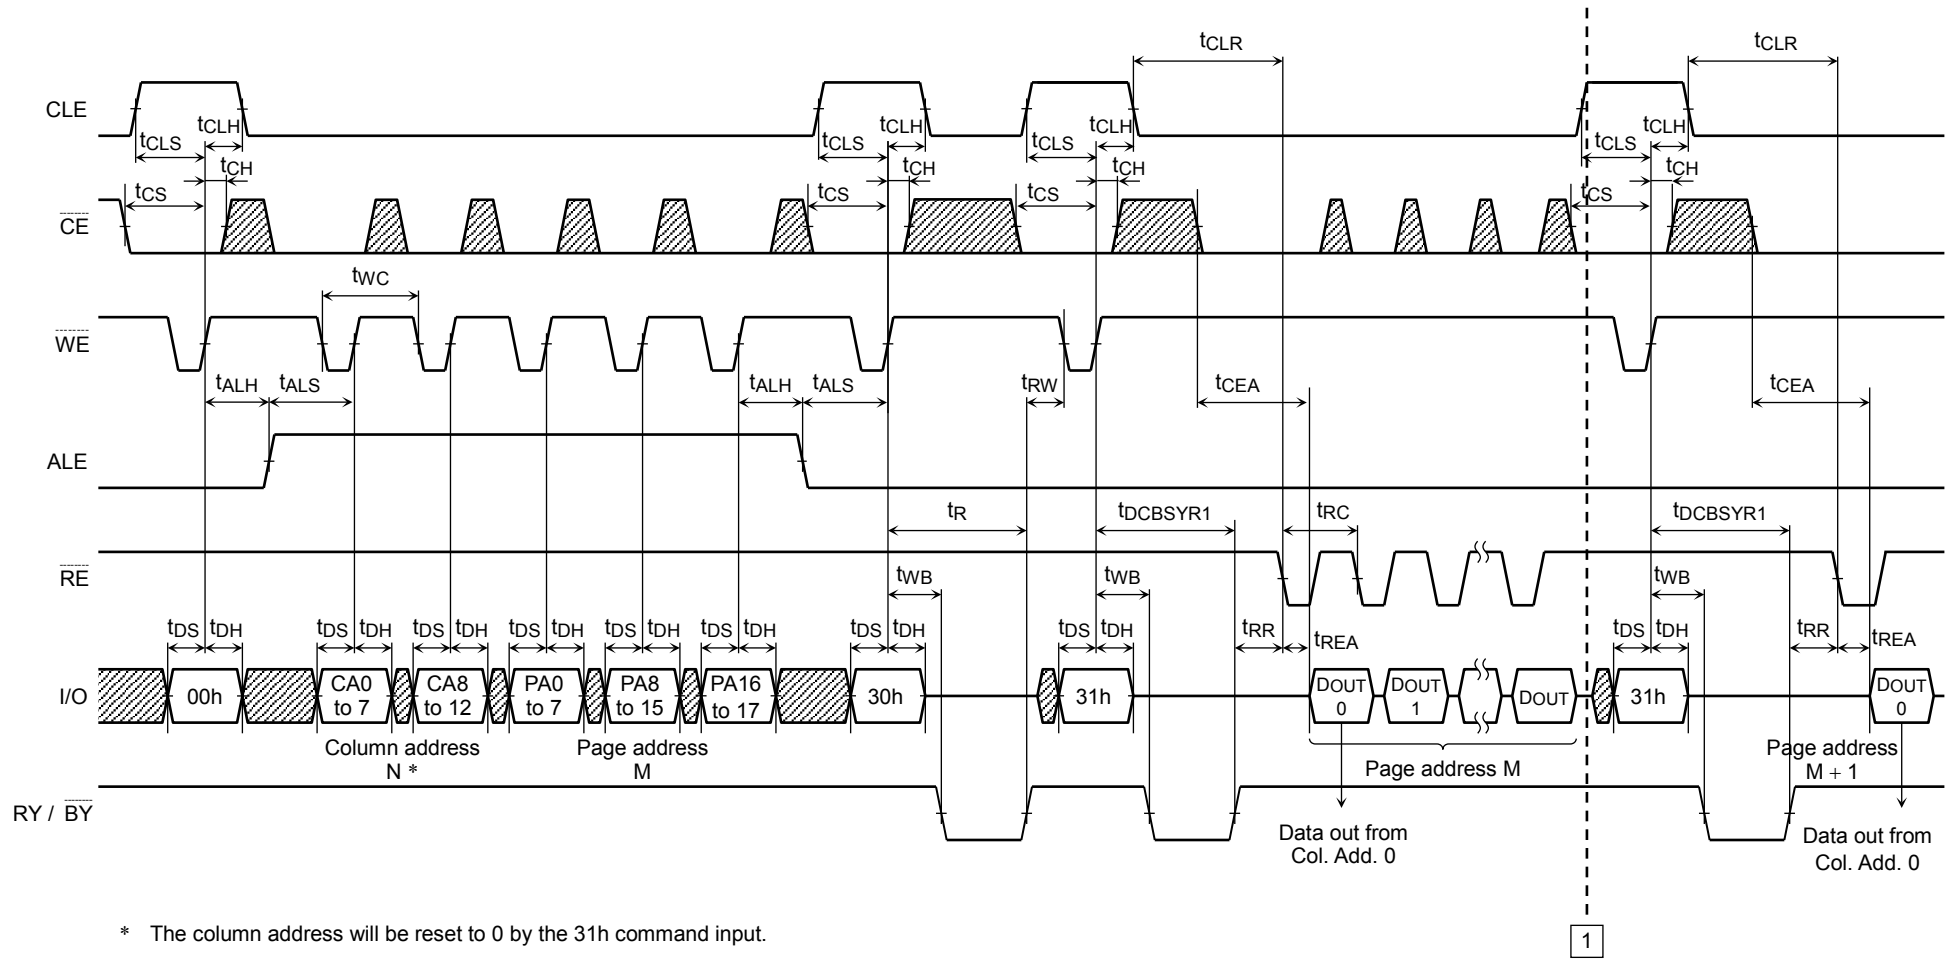 tCLR tCLR
CLE
tCLS tCLH tCLS tCLH tCLS tCLH tCLS tCLH
tCS tCH tCS tCH tCS tCH tCS tCH
CE
tWC
WE
tALH tALS tALH tALS tRW tCEA tCEA
ALE
tR tDCBSYR1 tRC tDCBSYR1
RE
tWB tWB tWB
tDS tDH tDS tDH tDS tDH tDS tDH tDS tDH tDS tDH tDS tDH tDS tDH tRR tREA tDS tDH tRR tREA
I/O
00h
CA0
to 7
CA8
to 12
PA0
to 7
PA8
to 15
PA16
to 17
30h
31h
DOUT
0
DOUT
1
DOUT
31h
DOUT
0
Column address
N *
Page address
M
Page address M
Page address
M + 1
RY / BY
Data out from
Col. Add. 0
Data out from
Col. Add. 0
* The column address will be reset to 0 by the 31h command input.
1